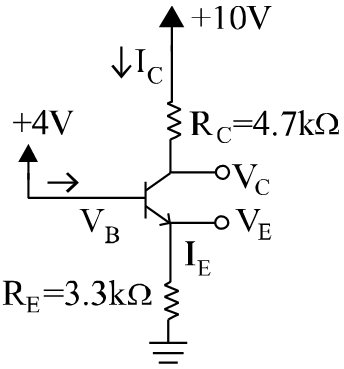 +10V
I_C
R_C=4.7kΩ
+4V
V_C
V_B
V_E
I_E
R_E=3.3kΩ